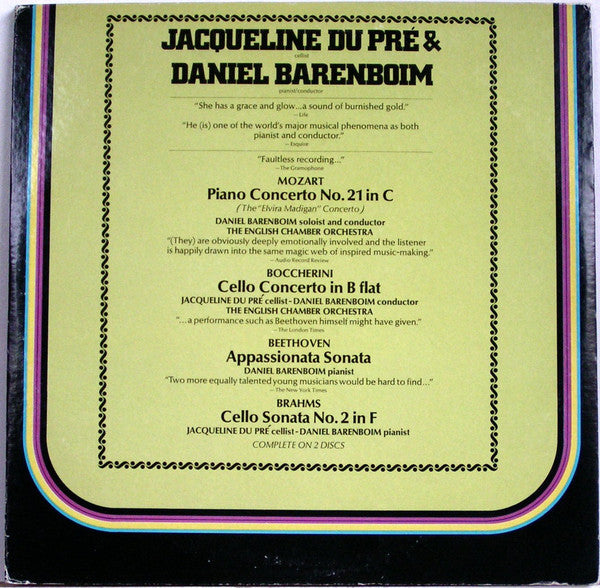 JACQUELINE DU PRÉ &
cellist
DANIEL BARENBOIM
pianist/conductor
"She has a grace and glow...a sound of burnished gold."
—Life
"He (is) one of the world's major musical phenomena as both
pianist and conductor."
—Esquire
"Faultless recording..."
—The Gramophone
MOZART
Piano Concerto No. 21 in C
(The "Elvira Madigan" Concerto)
DANIEL BARENBOIM soloist and conductor
THE ENGLISH CHAMBER ORCHESTRA
"(They) are obviously deeply emotionally involved and the listener
is happily drawn into the same magic web of inspired music-making."
—Audio Record Review
BOCCHERINI
Cello Concerto in B flat
JACQUELINE DU PRÉ cellist-DANIEL BARENBOIM conductor
THE ENGLISH CHAMBER ORCHESTRA
"...a performance such as Beethoven himself might have given."
—The London Times
BEETHOVEN
Appassionata Sonata
DANIEL BARENBOIM pianist
"Two more equally talented young musicians would be hard to find..."
—The New York Times
BRAHMS
Cello Sonata No. 2 in F
JACQUELINE DU PRÉ cellist-DANIEL BARENBOIM pianist
COMPLETE ON 2 DISCS